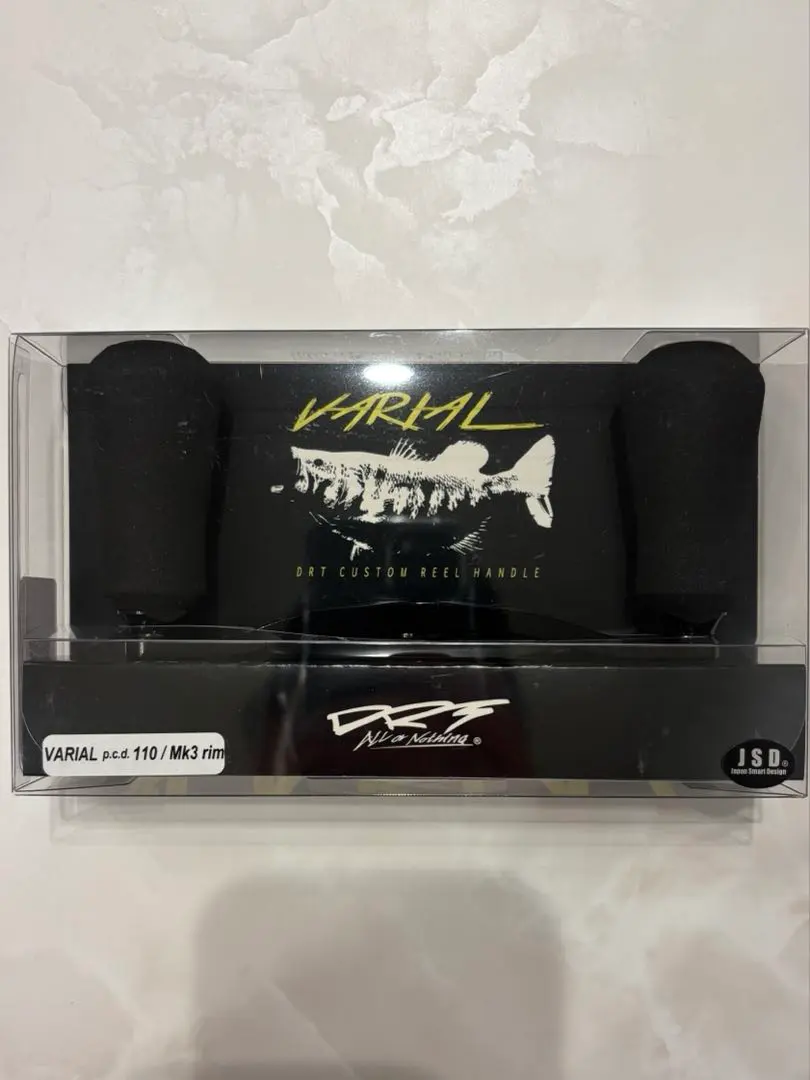 VARIAL
DRT CUSTOM REEL HANDLE
DRT
All or Nothing ®
VARIAL p.c.d. 110 / Mk3 rim
JSD®
Japan Smart Design